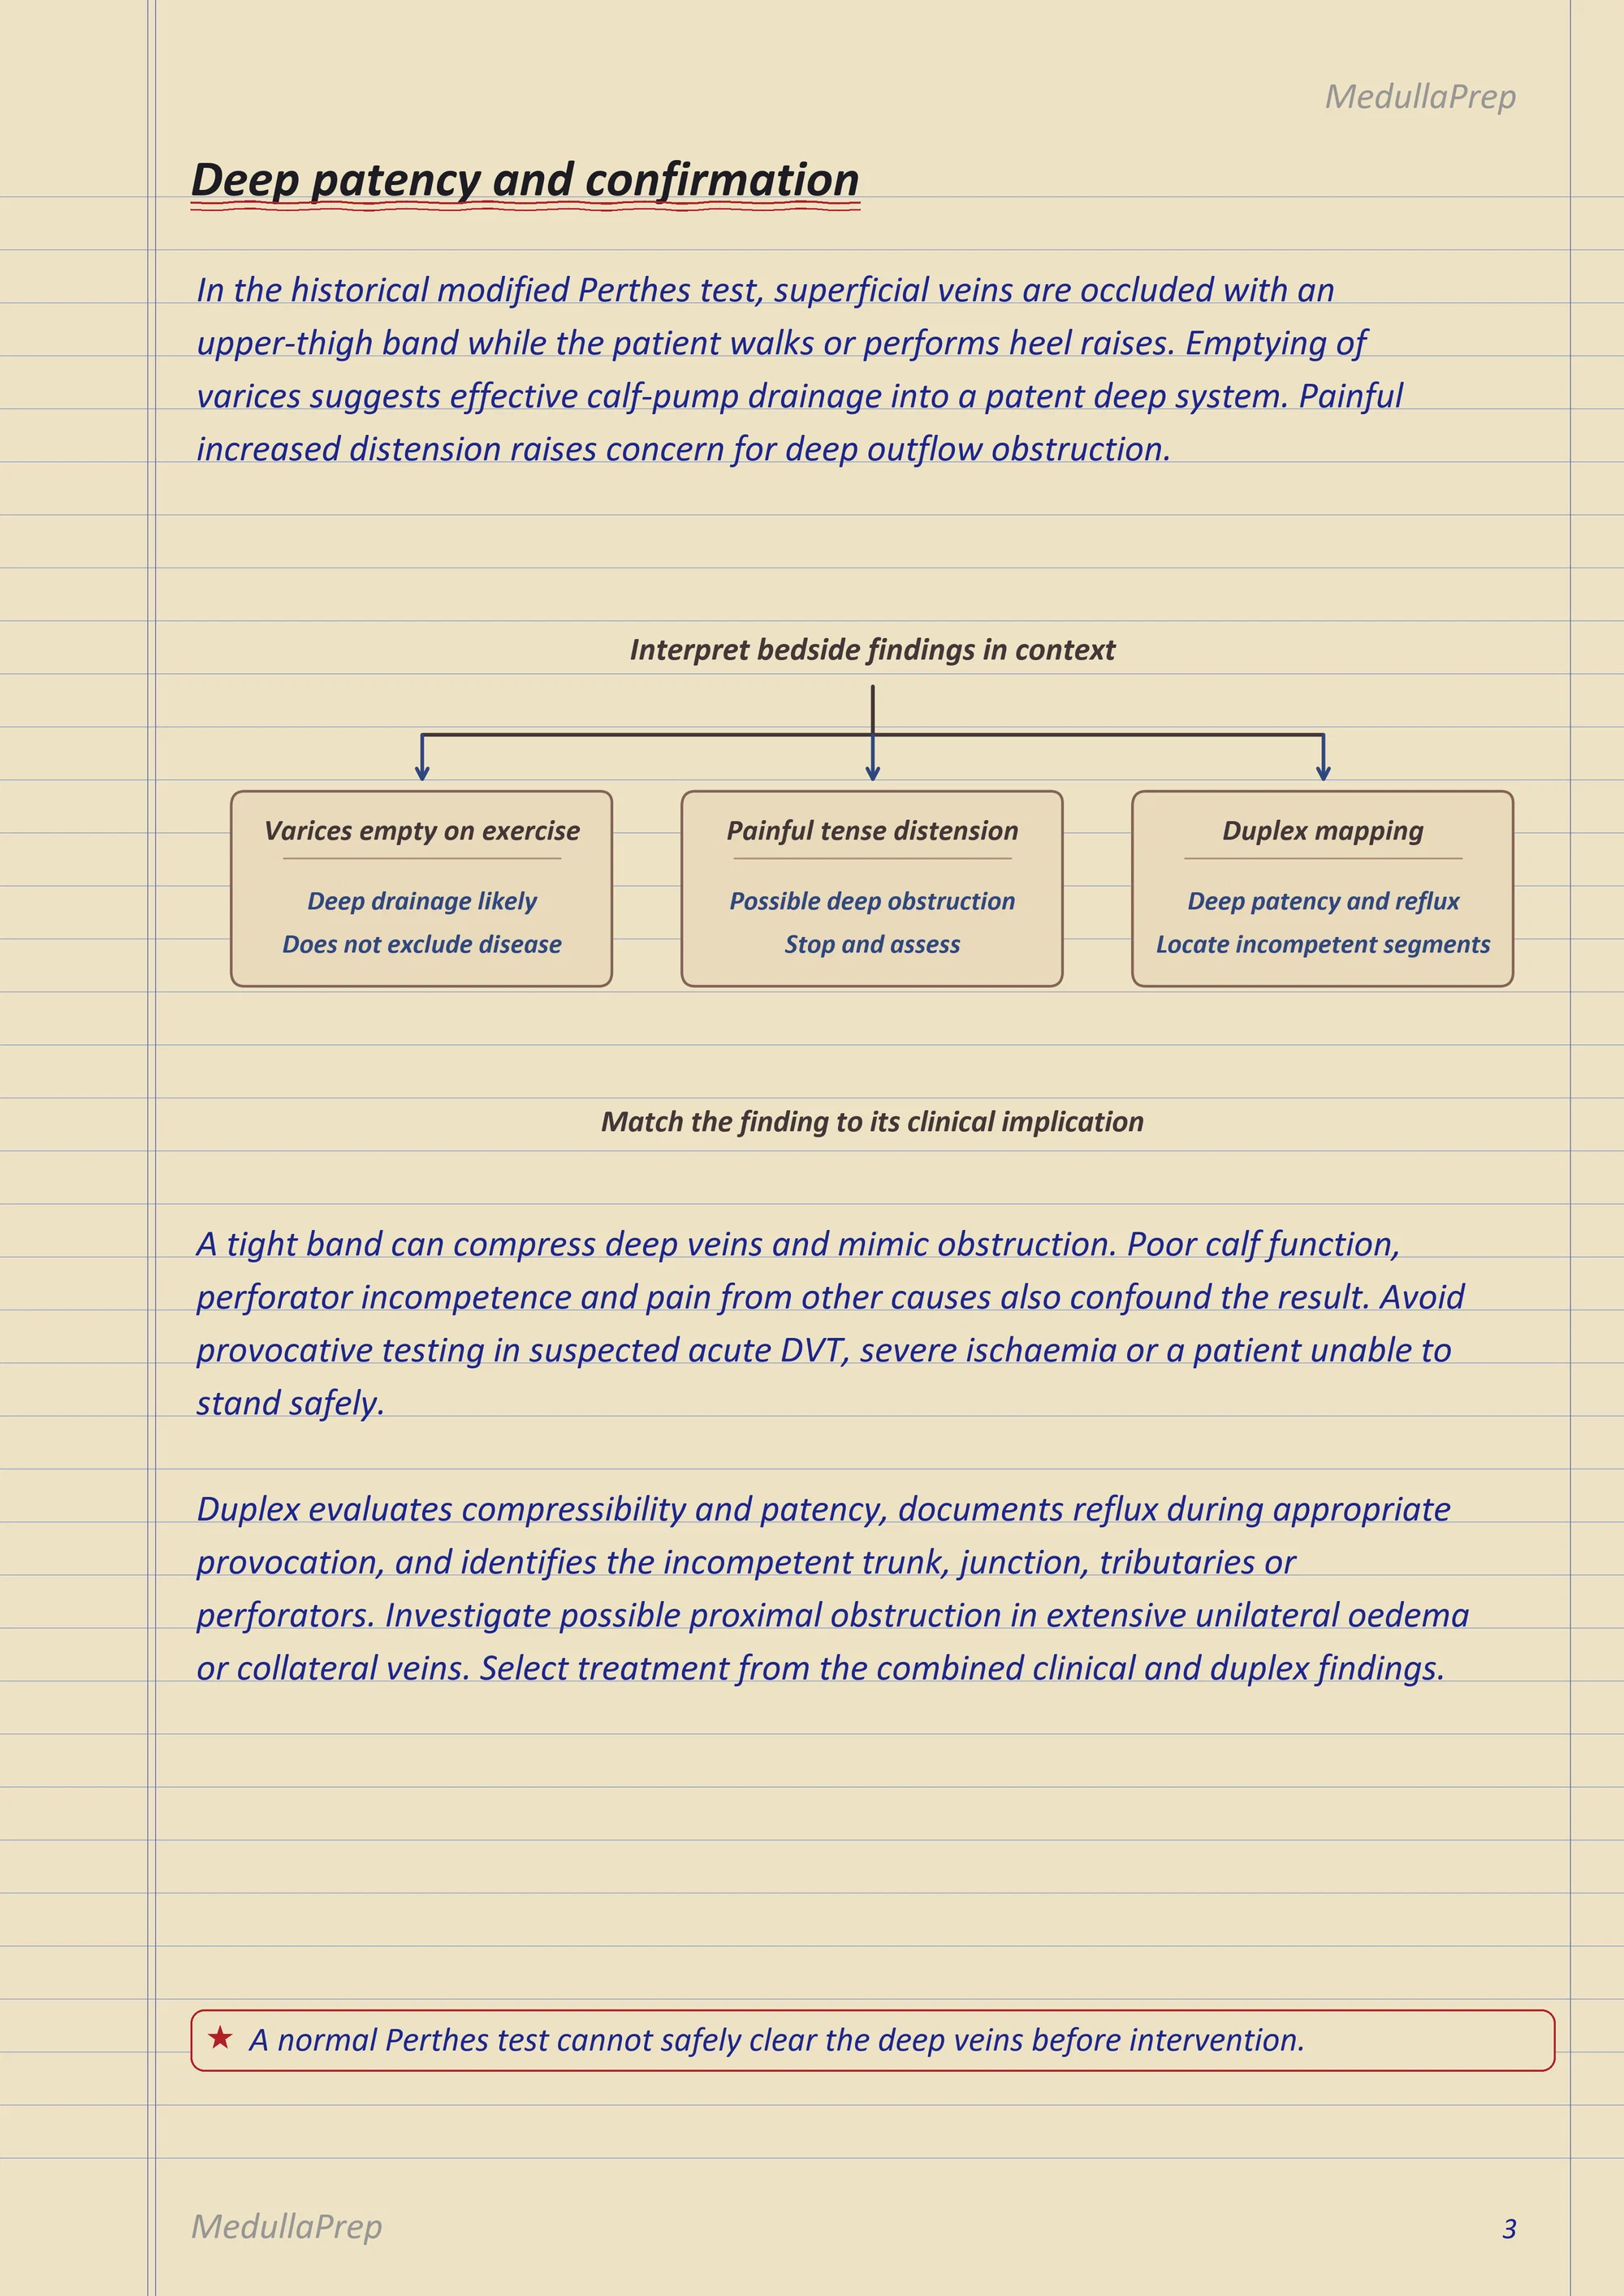 MedullaPrep
Deep patency and confirmation
In the historical modified Perthes test, superficial veins are occluded with an
upper-thigh band while the patient walks or performs heel raises. Emptying of
varices suggests effective calf-pump drainage into a patent deep system. Painful
increased distension raises concern for deep outflow obstruction.
Interpret bedside findings in context
Varices empty on exercise
Deep drainage likely
Does not exclude disease
Painful tense distension
Possible deep obstruction
Stop and assess
Duplex mapping
Deep patency and reflux
Locate incompetent segments
Match the finding to its clinical implication
A tight band can compress deep veins and mimic obstruction. Poor calf function,
perforator incompetence and pain from other causes also confound the result. Avoid
provocative testing in suspected acute DVT, severe ischaemia or a patient unable to
stand safely.
Duplex evaluates compressibility and patency, documents reflux during appropriate
provocation, and identifies the incompetent trunk, junction, tributaries or
perforators. Investigate possible proximal obstruction in extensive unilateral oedema
or collateral veins. Select treatment from the combined clinical and duplex findings.
★ A normal Perthes test cannot safely clear the deep veins before intervention.
MedullaPrep
3